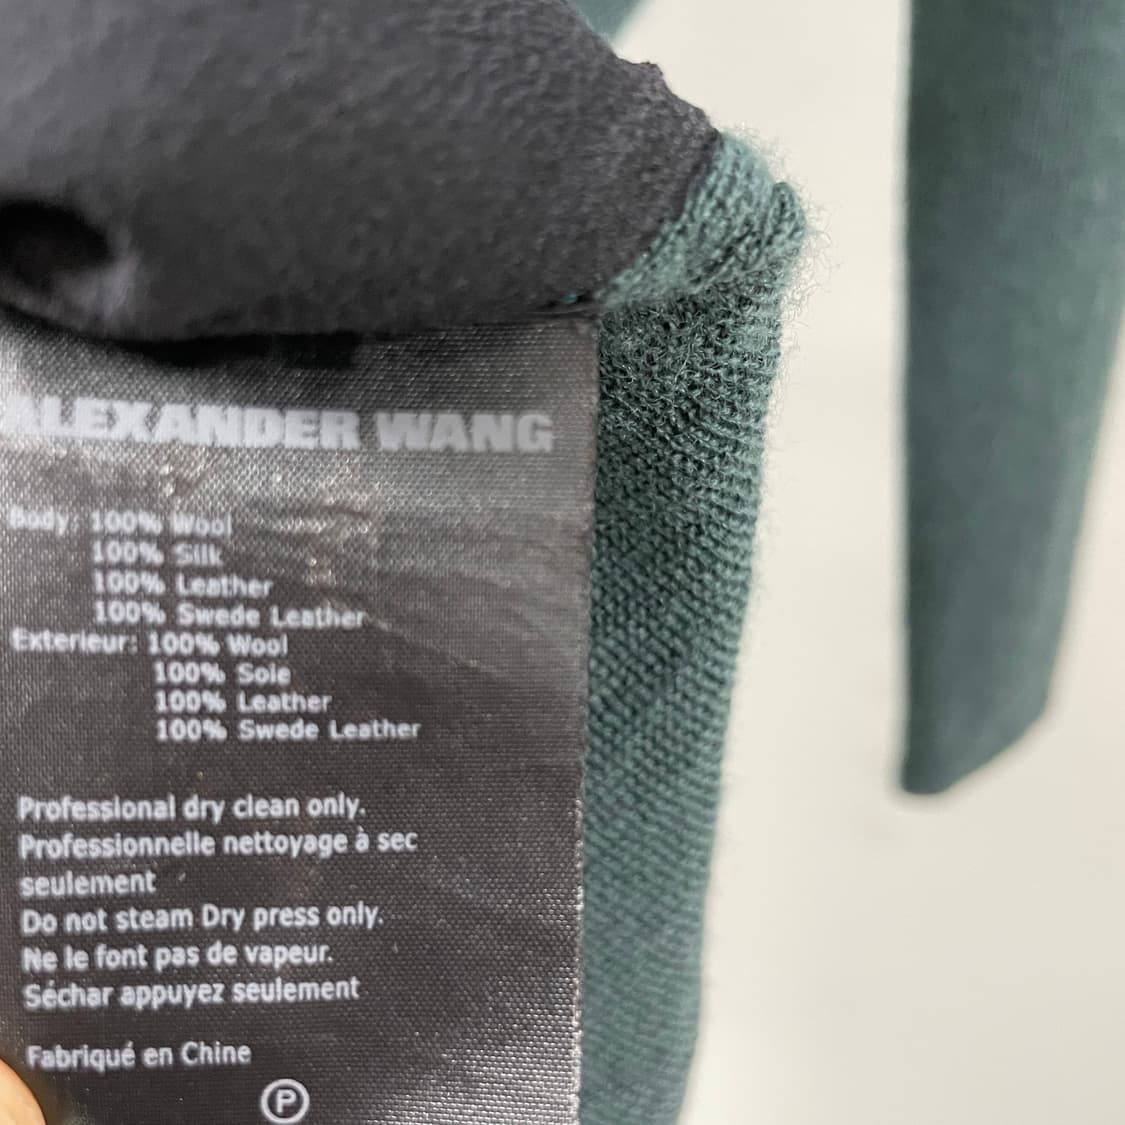 ALEXANDER WANG
Body: 100% Wool
100% Silk
100% Leather
100% Swede Leather
Exterieur: 100% Wool
100% Soie
100% Leather
100% Swede Leather
Professional dry clean only.
Professionnelle nettoyage à sec
seulement
Do not steam Dry press only.
Ne le font pas de vapeur.
Séchar appuyez seulement
Fabriqué en Chine
P